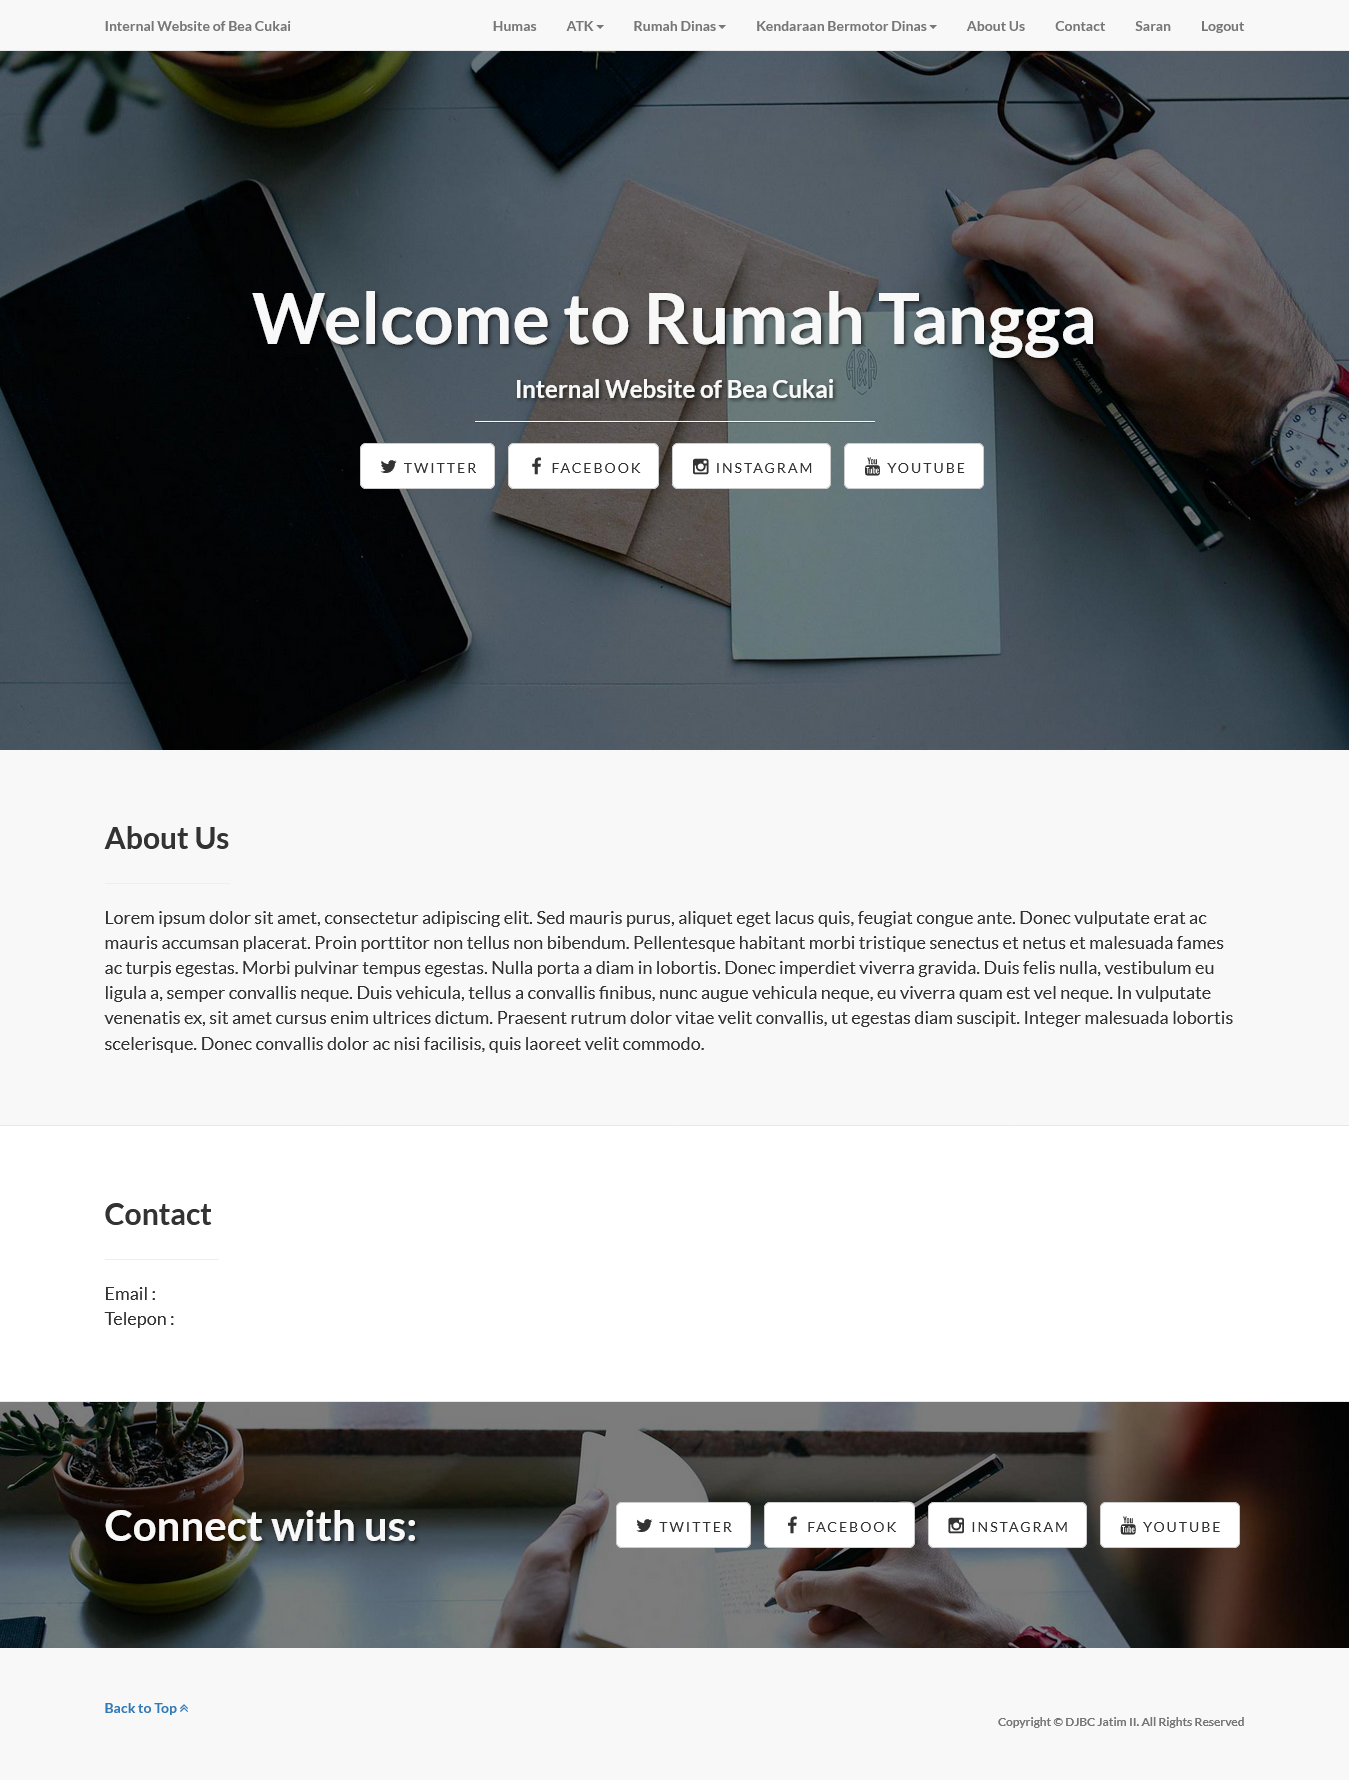 Internal Website of Bea Cukai Humas ATK Rumah Dinas Kendaraan Bermotor Dinas About Us Contact Saran Logout
Welcome to Rumah Tangga
Internal Website of Bea Cukai
TWITTER FACEBOOK INSTAGRAM YOUTUBE
About Us
Lorem ipsum dolor sit amet, consectetur adipiscing elit. Sed mauris purus, aliquet eget lacus quis, feugiat congue ante. Donec vulputate erat ac
mauris accumsan placerat. Proin porttitor non tellus non bibendum. Pellentesque habitant morbi tristique senectus et netus et malesuada fames
ac turpis egestas. Morbi pulvinar tempus egestas. Nulla porta a diam in lobortis. Donec imperdiet viverra gravida. Duis felis nulla, vestibulum eu
ligula a, semper convallis neque. Duis vehicula, tellus a convallis finibus, nunc augue vehicula neque, eu viverra quam est vel neque. In vulputate
venenatis ex, sit amet cursus enim ultrices dictum. Praesent rutrum dolor vitae velit convallis, ut egestas diam suscipit. Integer malesuada lobortis
scelerisque. Donec convallis dolor ac nisi facilisis, quis laoreet velit commodo.
Contact
Email :
Telepon :
Connect with us:
TWITTER FACEBOOK INSTAGRAM YOUTUBE
Back to Top
Copyright © DJBC Jatim II. All Rights Reserved